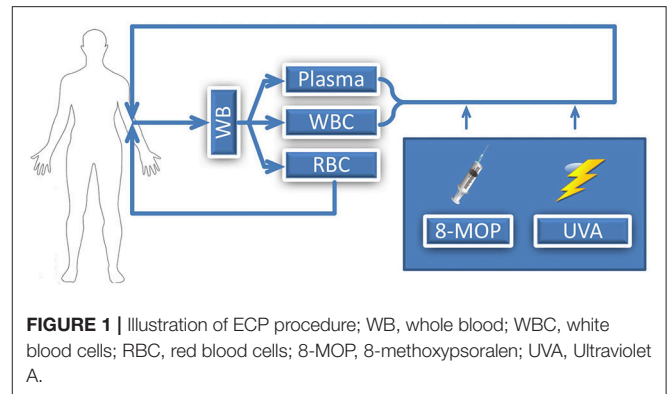 Plasma
WB
WBC
RBC
8-MOP
UVA
FIGURE 1 | Illustration of ECP procedure; WB, whole blood; WBC, white
blood cells; RBC, red blood cells; 8-MOP, 8-methoxypsoralen; UVA, Ultraviolet
A.